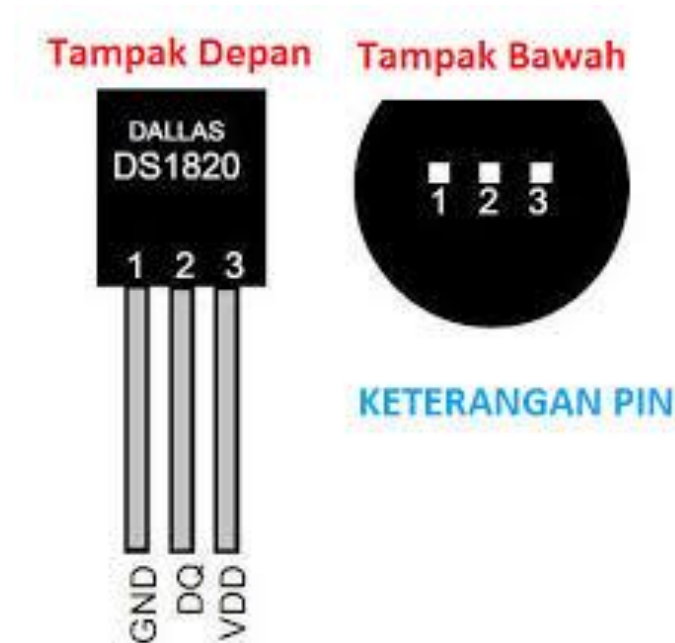 Tampak Depan
DALLAS
DS1820
1 2 3
GND
DQ
VDD
Tampak Bawah
1 2 3
KETERANGAN PIN